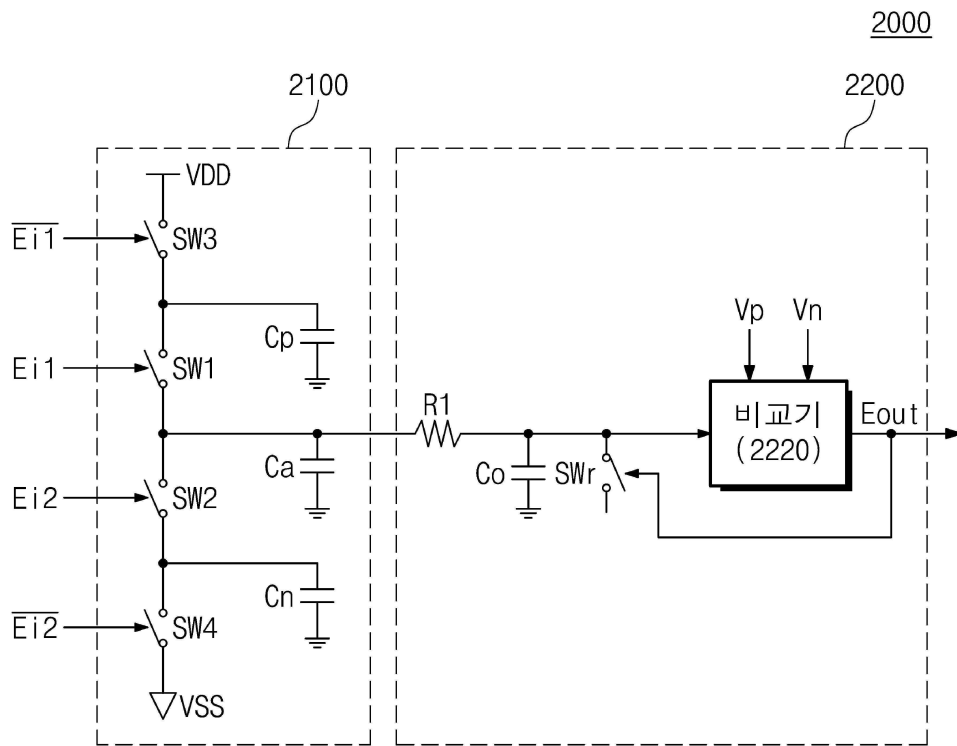 2000
2100
2200
VDD
Ei1
SW3
Cp
Vp
Vn
Ei1
SW1
R1
비교기
(2220)
Eout
Ca
Co
SWr
Ei2
SW2
Cn
Ei2
SW4
VSS